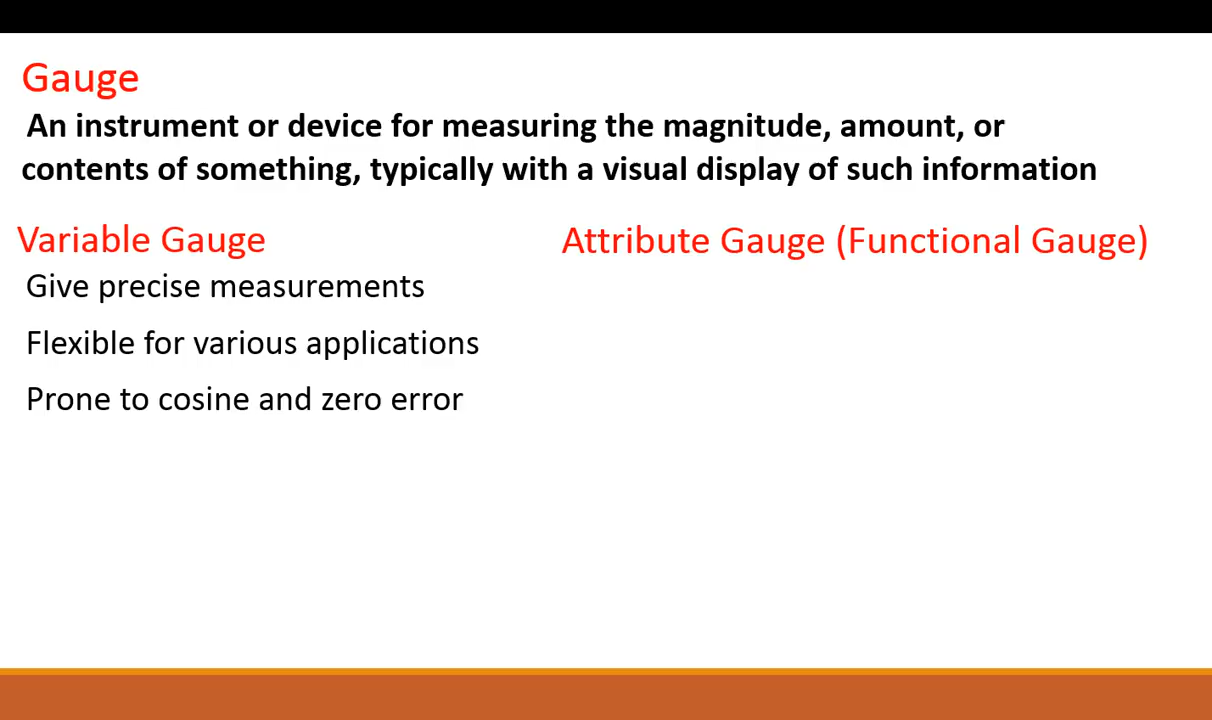 Gauge
An instrument or device for measuring the magnitude, amount, or
contents of something, typically with a visual display of such information
Variable Gauge
Give precise measurements
Flexible for various applications
Prone to cosine and zero error
Attribute Gauge (Functional Gauge)